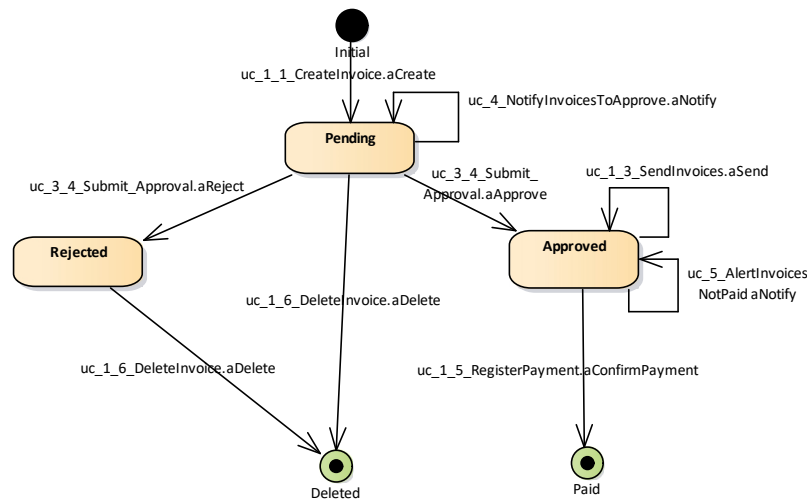 Initial
uc_1_1_CreateInvoice.aCreate
uc_4_NotifyInvoicesToApprove.aNotify
Pending
uc_3_4_Submit_Approval.aReject
uc_3_4_Submit_
Approval.aApprove
uc_1_3_SendInvoices.aSend
Rejected
Approved
uc_5_AlertInvoices
NotPaid aNotify
uc_1_6_DeleteInvoice.aDelete
uc_1_6_DeleteInvoice.aDelete
uc_1_5_RegisterPayment.aConfirmPayment
Deleted
Paid